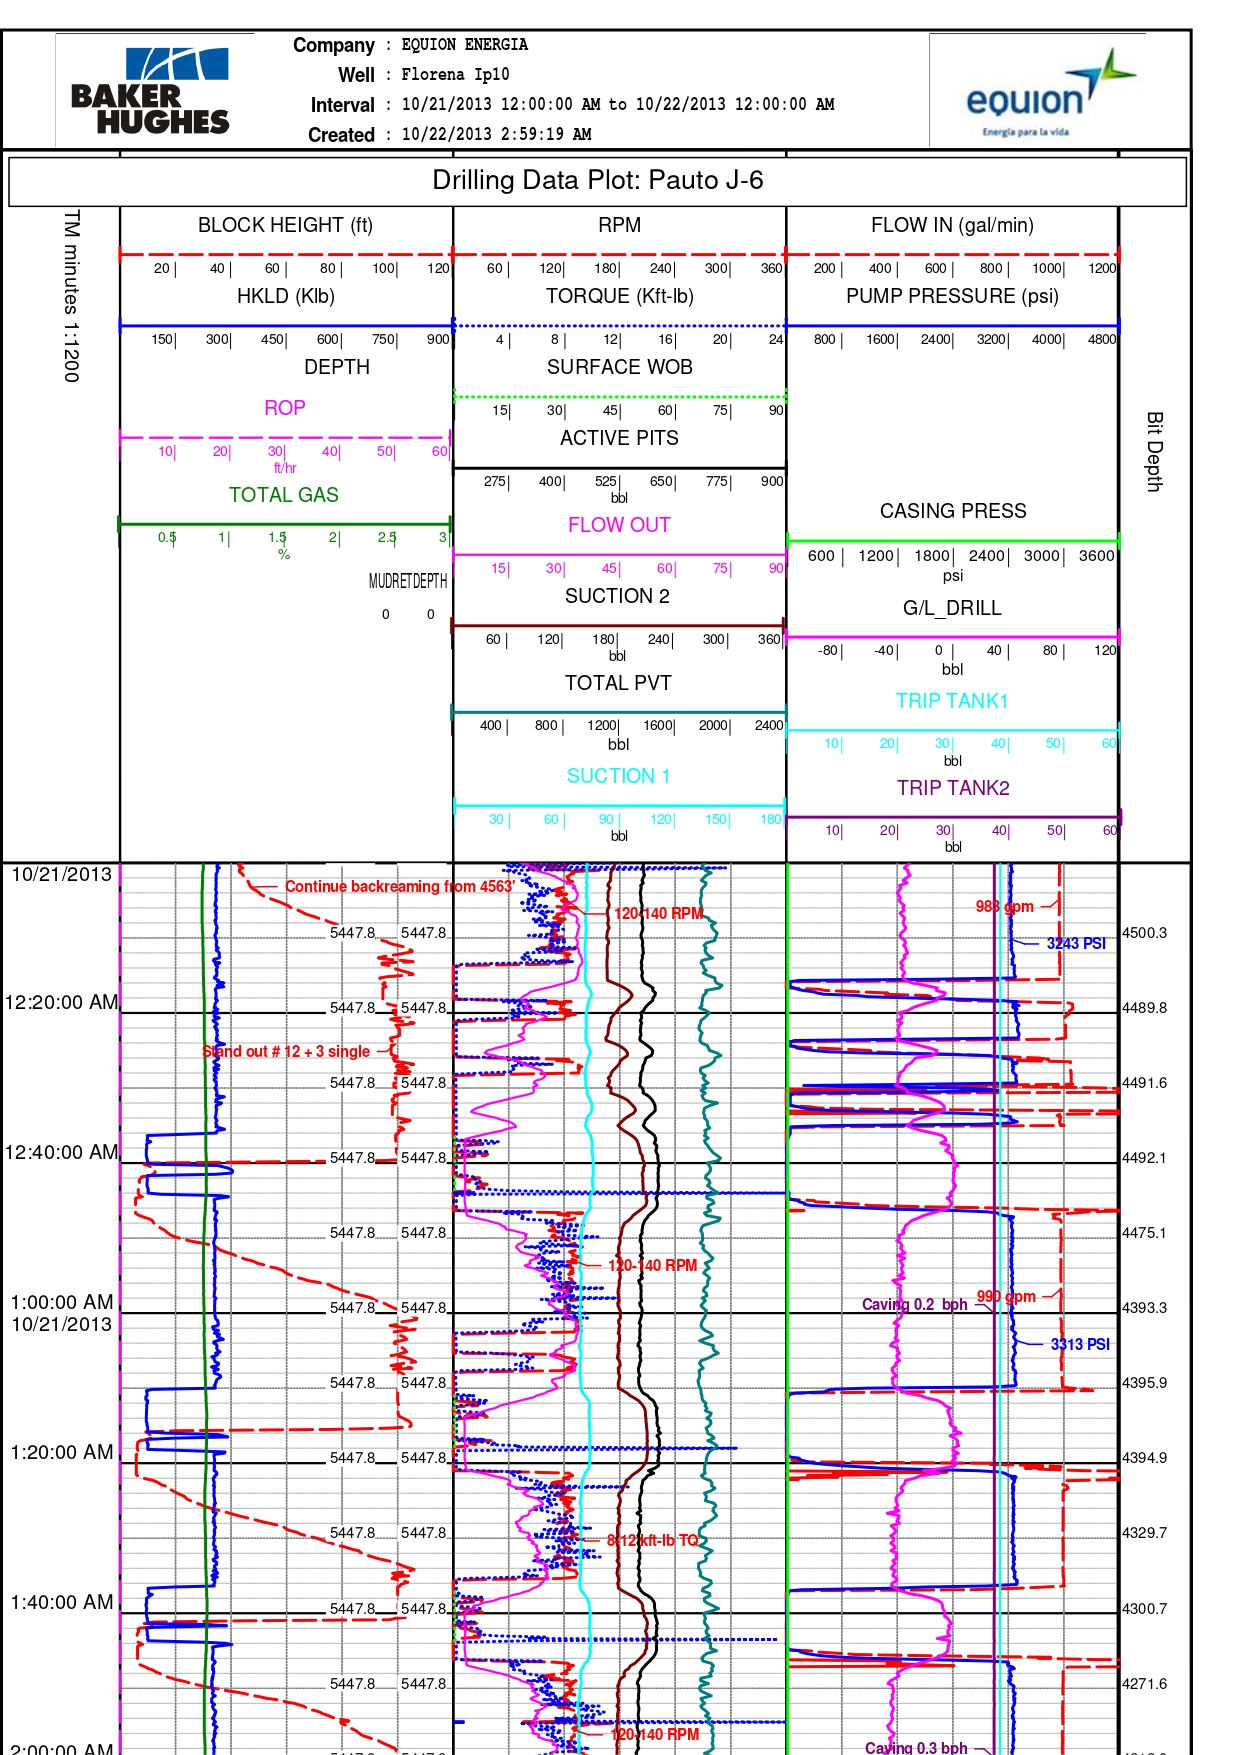 BAKER HUGHES
Company : EQUION ENERGIA
Well : Florena Ip10
Interval : 10/21/2013 12:00:00 AM to 10/22/2013 12:00:00 AM
Created : 10/22/2013 2:59:19 AM
equion
Energía para la vida
Drilling Data Plot: Pauto J-6
TM minutes 1:1200
BLOCK HEIGHT (ft)
20 40 60 80 100 120
HKLD (Klb)
150 300 450 600 750 900
DEPTH
ROP
10 20 30 40 50 60
ft/hr
TOTAL GAS
0.5 1 1.5 2 2.5 3
%
MUDRETDEPTH
0 0
RPM
60 120 180 240 300 360
TORQUE (Kft-lb)
4 8 12 16 20 24
SURFACE WOB
15 30 45 60 75 90
ACTIVE PITS
275 400 525 650 775 900
bbl
FLOW OUT
15 30 45 60 75 90
SUCTION 2
60 120 180 240 300 360
bbl
TOTAL PVT
400 800 1200 1600 2000 2400
bbl
SUCTION 1
30 60 90 120 150 180
bbl
FLOW IN (gal/min)
200 400 600 800 1000 1200
PUMP PRESSURE (psi)
800 1600 2400 3200 4000 4800
CASING PRESS
600 1200 1800 2400 3000 3600
psi
G/L_DRILL
-80 -40 0 40 80 120
bbl
TRIP TANK1
10 20 30 40 50 60
bbl
TRIP TANK2
10 20 30 40 50 60
bbl
Bit Depth
10/21/2013
Continue backreaming from 4563'
120-140 RPM
988 gpm
5447.8 5447.8 4500.3
3243 PSI
12:20:00 AM 5447.8 5447.8 4489.8
Stand out # 12 + 3 single
5447.8 5447.8 4491.6
12:40:00 AM 5447.8 5447.8 4492.1
5447.8 5447.8 4475.1
120-140 RPM
990 gpm
Caving 0.2 bph
1:00:00 AM 5447.8 5447.8 4393.3
10/21/2013
3313 PSI
5447.8 5447.8 4395.9
1:20:00 AM 5447.8 5447.8 4394.9
5447.8 5447.8 4329.7
8-12 kft-lb TQ
1:40:00 AM 5447.8 5447.8 4300.7
5447.8 5447.8 4271.6
120-140 RPM
Caving 0.3 bph
2:00:00 AM